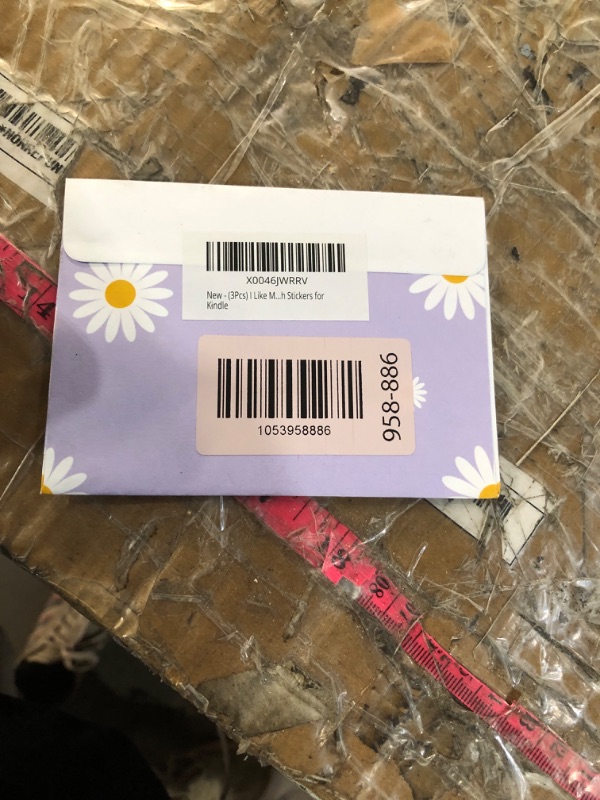 X0046JWRRV
New - (3Pcs) I Like M...h Stickers for
Kindle
1053958886
958-886